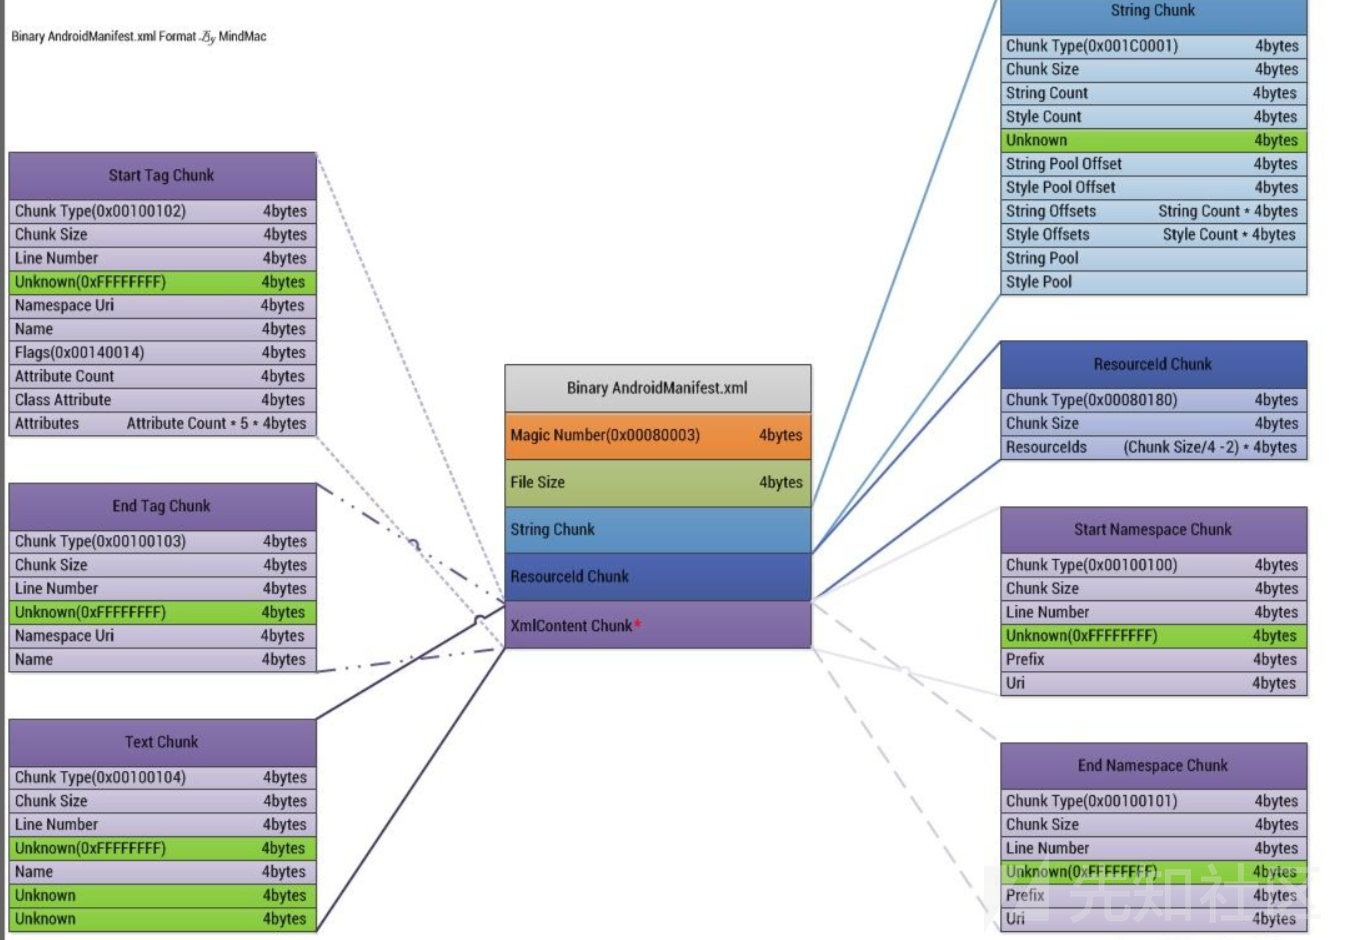 Binary AndroidManifest.xml Format By MindMac
Start Tag Chunk
Chunk Type(0x00100102) 4bytes
Chunk Size 4bytes
Line Number 4bytes
Unknown(0xFFFFFFFF) 4bytes
Namespace Uri 4bytes
Name 4bytes
Flags(0x00140014) 4bytes
Attribute Count 4bytes
Class Attribute 4bytes
Attributes Attribute Count * 5 * 4bytes
End Tag Chunk
Chunk Type(0x00100103) 4bytes
Chunk Size 4bytes
Line Number 4bytes
Unknown(0xFFFFFFFF) 4bytes
Namespace Uri 4bytes
Name 4bytes
Text Chunk
Chunk Type(0x00100104) 4bytes
Chunk Size 4bytes
Line Number 4bytes
Unknown(0xFFFFFFFF) 4bytes
Name 4bytes
Unknown 4bytes
Unknown 4bytes
Binary AndroidManifest.xml
Magic Number(0x00080003) 4bytes
File Size 4bytes
String Chunk
ResourceId Chunk
XmlContent Chunk*
String Chunk
Chunk Type(0x001C0001) 4bytes
Chunk Size 4bytes
String Count 4bytes
Style Count 4bytes
Unknown 4bytes
String Pool Offset 4bytes
Style Pool Offset 4bytes
String Offsets String Count * 4bytes
Style Offsets Style Count * 4bytes
String Pool
Style Pool
ResourceId Chunk
Chunk Type(0x00080180) 4bytes
Chunk Size 4bytes
ResourceIds (Chunk Size/4 -2) * 4bytes
Start Namespace Chunk
Chunk Type(0x00100100) 4bytes
Chunk Size 4bytes
Line Number 4bytes
Unknown(0xFFFFFFFF) 4bytes
Prefix 4bytes
Uri 4bytes
End Namespace Chunk
Chunk Type(0x00100101) 4bytes
Chunk Size 4bytes
Line Number 4bytes
Unknown(0xFFFFFFFF) 4bytes
Prefix 4bytes
Uri 4bytes
先知社区